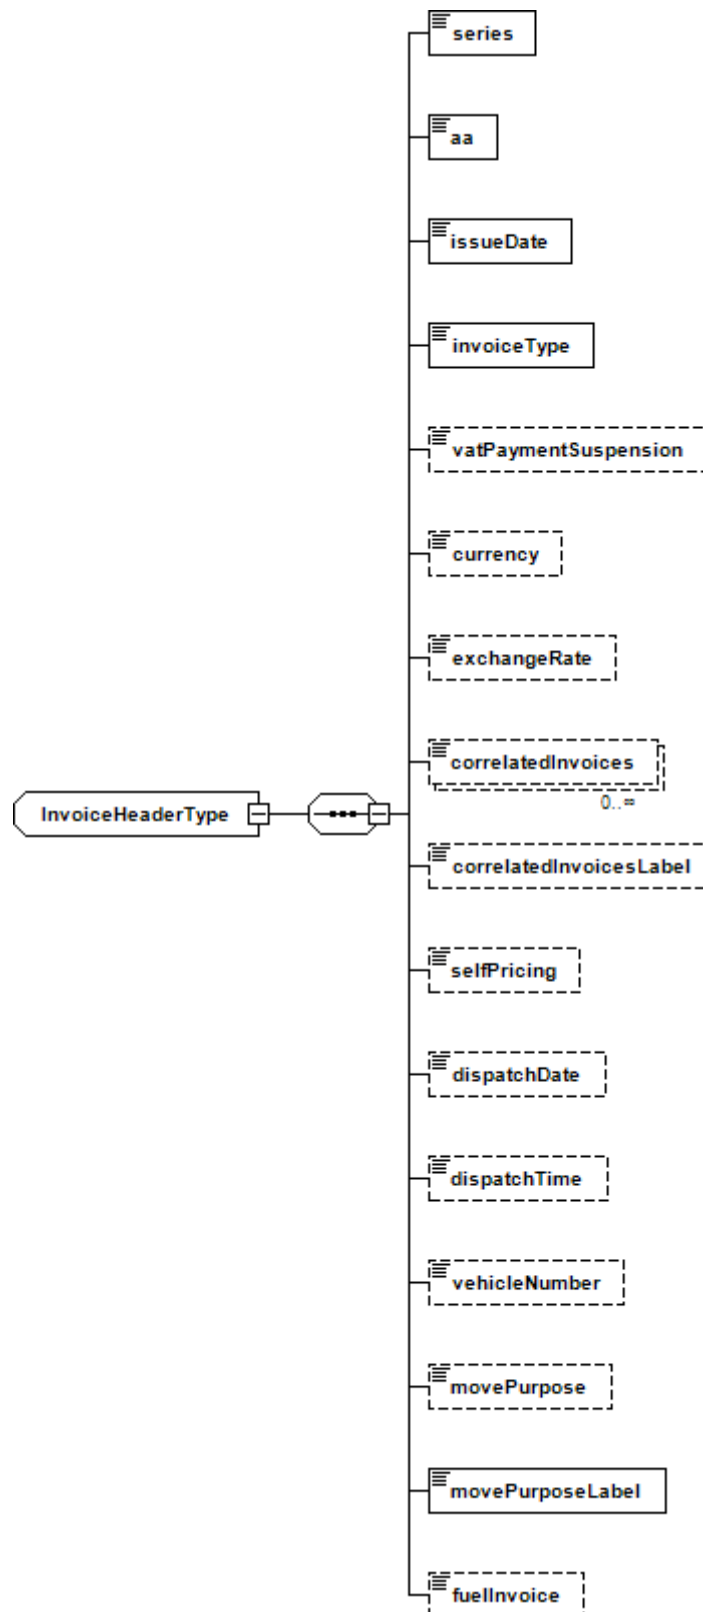 series
aa
issueDate
invoiceType
vatPaymentSuspension
currency
exchangeRate
correlatedInvoices
0..∞
InvoiceHeaderType
correlatedInvoicesLabel
selfPricing
dispatchDate
dispatchTime
vehicleNumber
movePurpose
movePurposeLabel
fuelInvoice